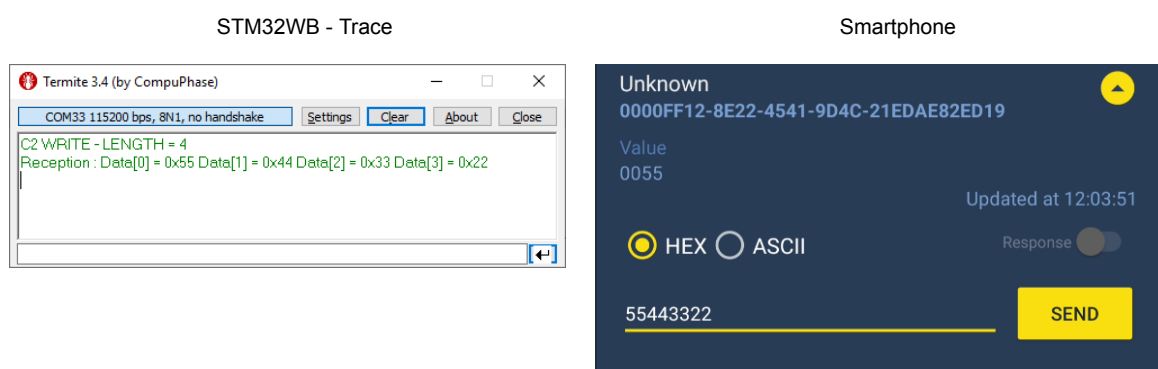 STM32WB - Trace
Termite 3.4 (by CompuPhase)
COM33 115200 bps, 8N1, no handshake Settings Clear About Close
C2 WRITE - LENGTH = 4
Reception : Data[0] = 0x55 Data[1] = 0x44 Data[2] = 0x33 Data[3] = 0x22
Smartphone
Unknown
0000FF12-8E22-4541-9D4C-21EDAE82ED19
Value
0055
Updated at 12:03:51
HEX ASCII Response
55443322 SEND